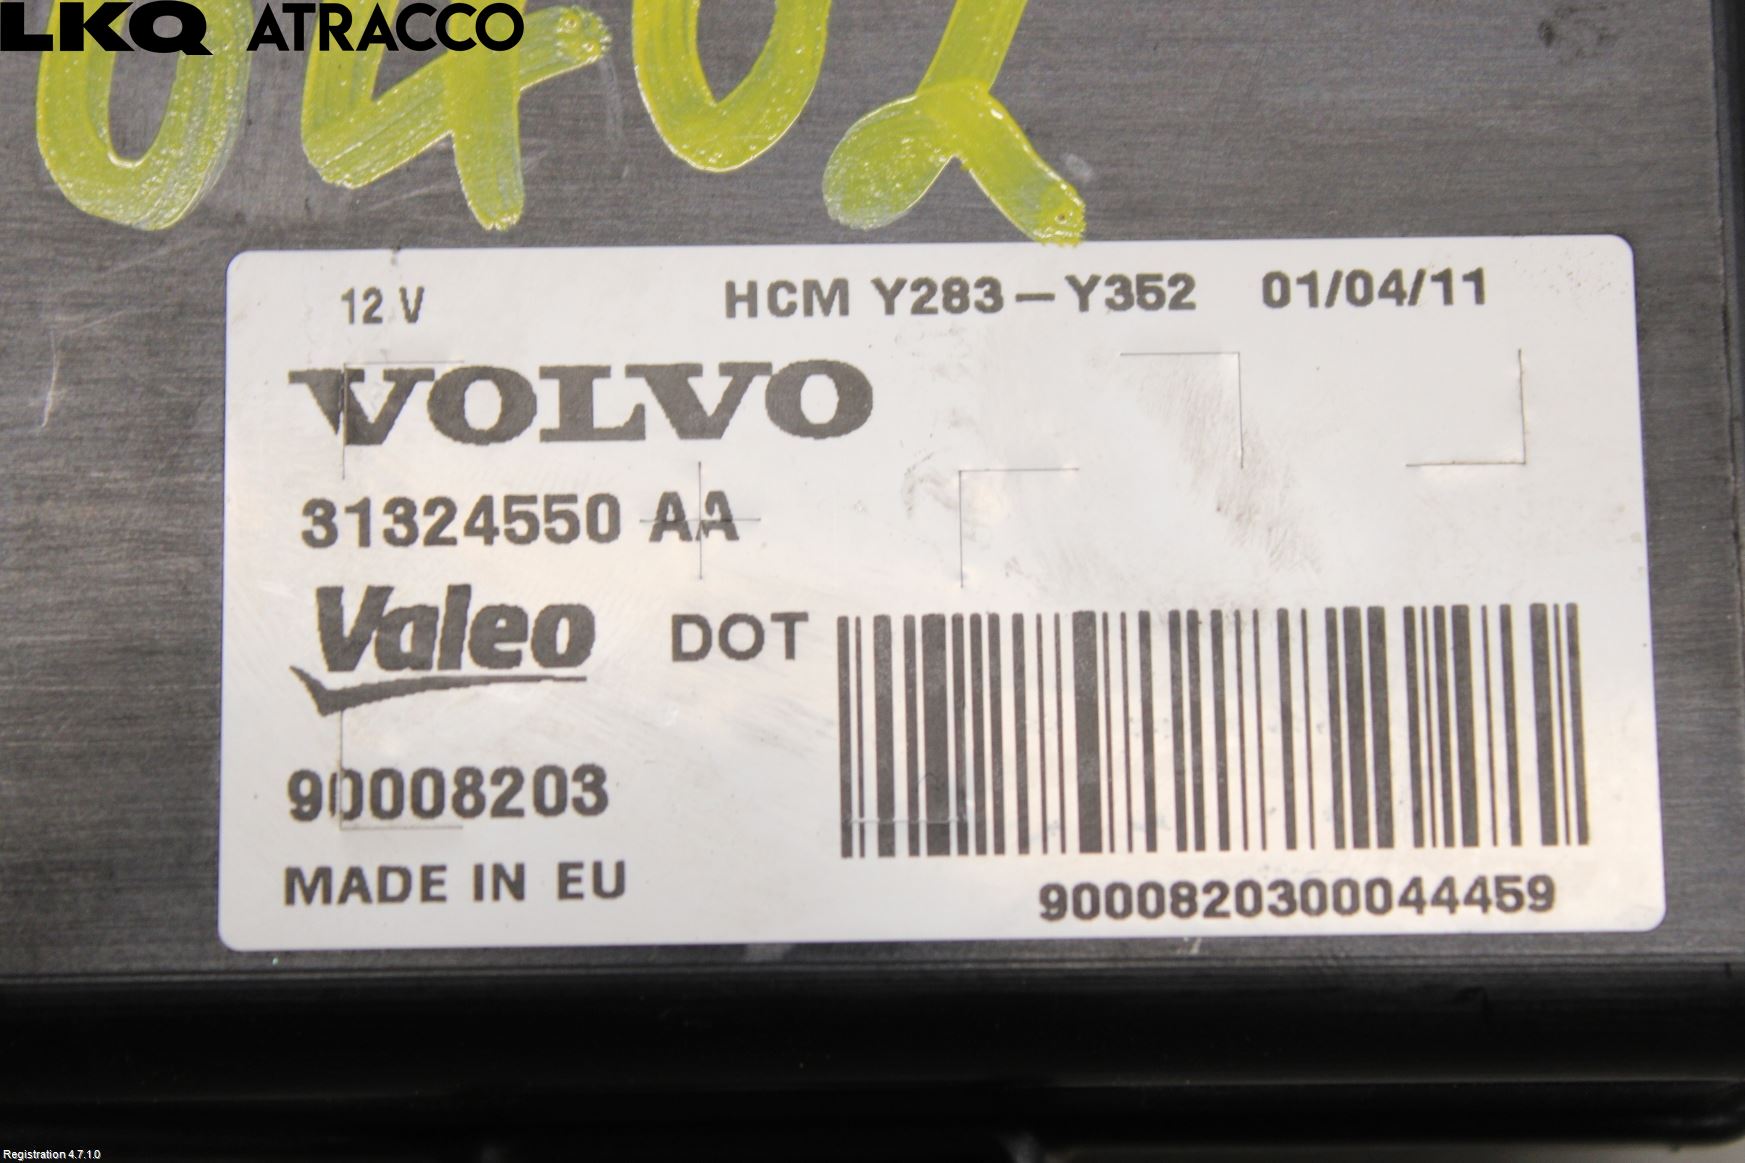 LKQ ATRACCO
0402
12 V HCM Y283 – Y352 01/04/11
VOLVO
31324550 AA
Valeo DOT
90008203
MADE IN EU
9000820300044459
Registration 4.7.1.0